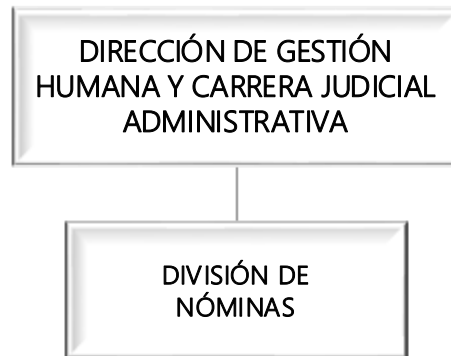 DIRECCIÓN DE GESTIÓN
HUMANA Y CARRERA JUDICIAL
ADMINISTRATIVA
DIVISIÓN DE
NÓMINAS